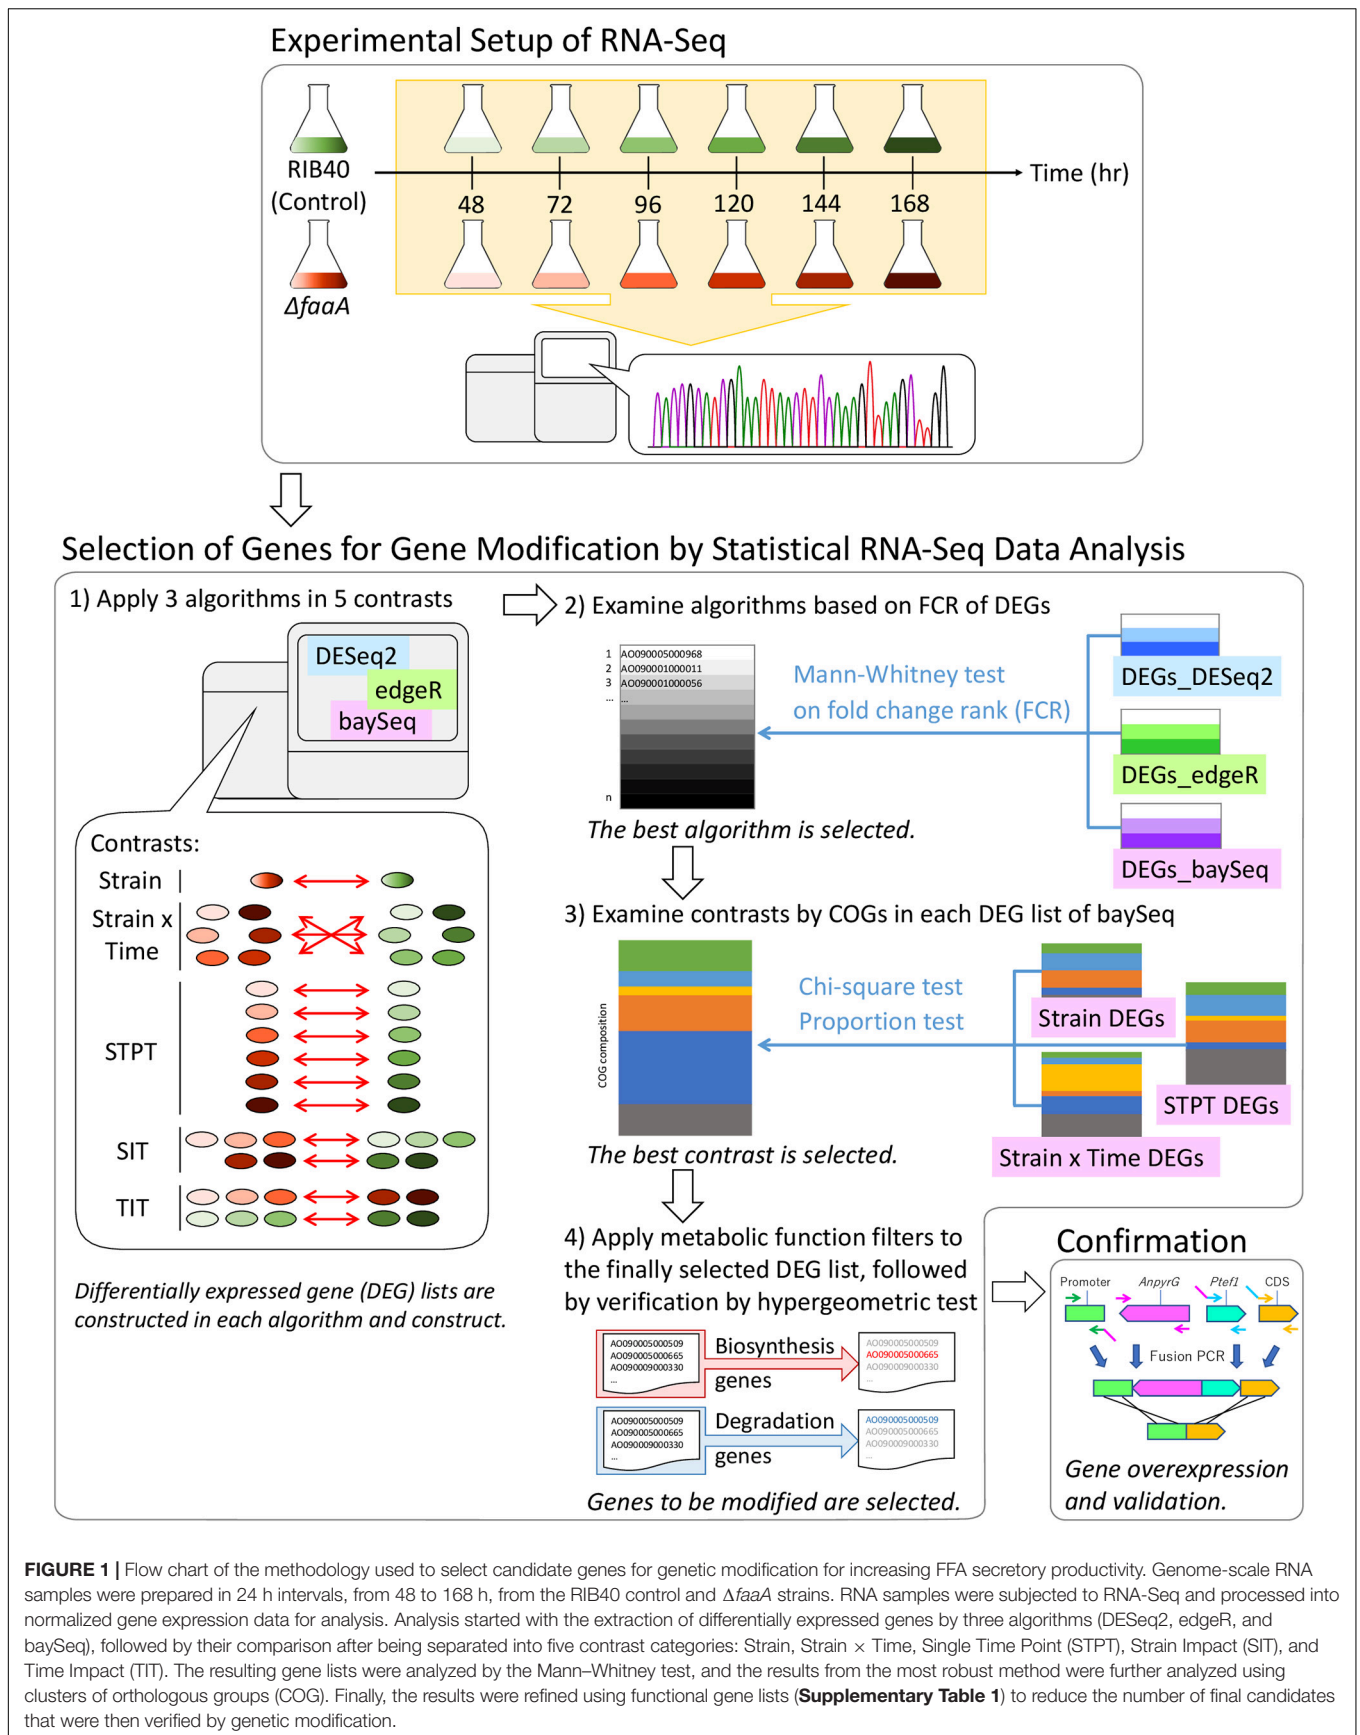 Experimental Setup of RNA-Seq
RIB40
(Control)
ΔfaaA
48 72 96 120 144 168
Time (hr)
Selection of Genes for Gene Modification by Statistical RNA-Seq Data Analysis
1) Apply 3 algorithms in 5 contrasts
DESeq2
edgeR
baySeq
Contrasts:
Strain
Strain x
Time
STPT
SIT
TIT
Differentially expressed gene (DEG) lists are
constructed in each algorithm and construct.
2) Examine algorithms based on FCR of DEGs
1 AO090005000968
2 AO090001000011
3 AO090001000056
... ...
n
Mann-Whitney test
on fold change rank (FCR)
DEGs_DESeq2
DEGs_edgeR
DEGs_baySeq
The best algorithm is selected.
3) Examine contrasts by COGs in each DEG list of baySeq
COG composition
Chi-square test
Proportion test
Strain DEGs
STPT DEGs
Strain x Time DEGs
The best contrast is selected.
4) Apply metabolic function filters to
the finally selected DEG list, followed
by verification by hypergeometric test
AO090005000509
AO090005000665
AO090009000330
...
Biosynthesis
genes
AO090005000509
AO090005000665
AO090009000330
...
AO090005000509
AO090005000665
AO090009000330
...
Degradation
genes
AO090005000509
AO090005000665
AO090009000330
...
Genes to be modified are selected.
Confirmation
Promoter AnpyrG Ptef1 CDS
Fusion PCR
Gene overexpression
and validation.
FIGURE 1 | Flow chart of the methodology used to select candidate genes for genetic modification for increasing FFA secretory productivity. Genome-scale RNA
samples were prepared in 24 h intervals, from 48 to 168 h, from the RIB40 control and ΔfaaA strains. RNA samples were subjected to RNA-Seq and processed into
normalized gene expression data for analysis. Analysis started with the extraction of differentially expressed genes by three algorithms (DESeq2, edgeR, and
baySeq), followed by their comparison after being separated into five contrast categories: Strain, Strain × Time, Single Time Point (STPT), Strain Impact (SIT), and
Time Impact (TIT). The resulting gene lists were analyzed by the Mann–Whitney test, and the results from the most robust method were further analyzed using
clusters of orthologous groups (COG). Finally, the results were refined using functional gene lists (Supplementary Table 1) to reduce the number of final candidates
that were then verified by genetic modification.